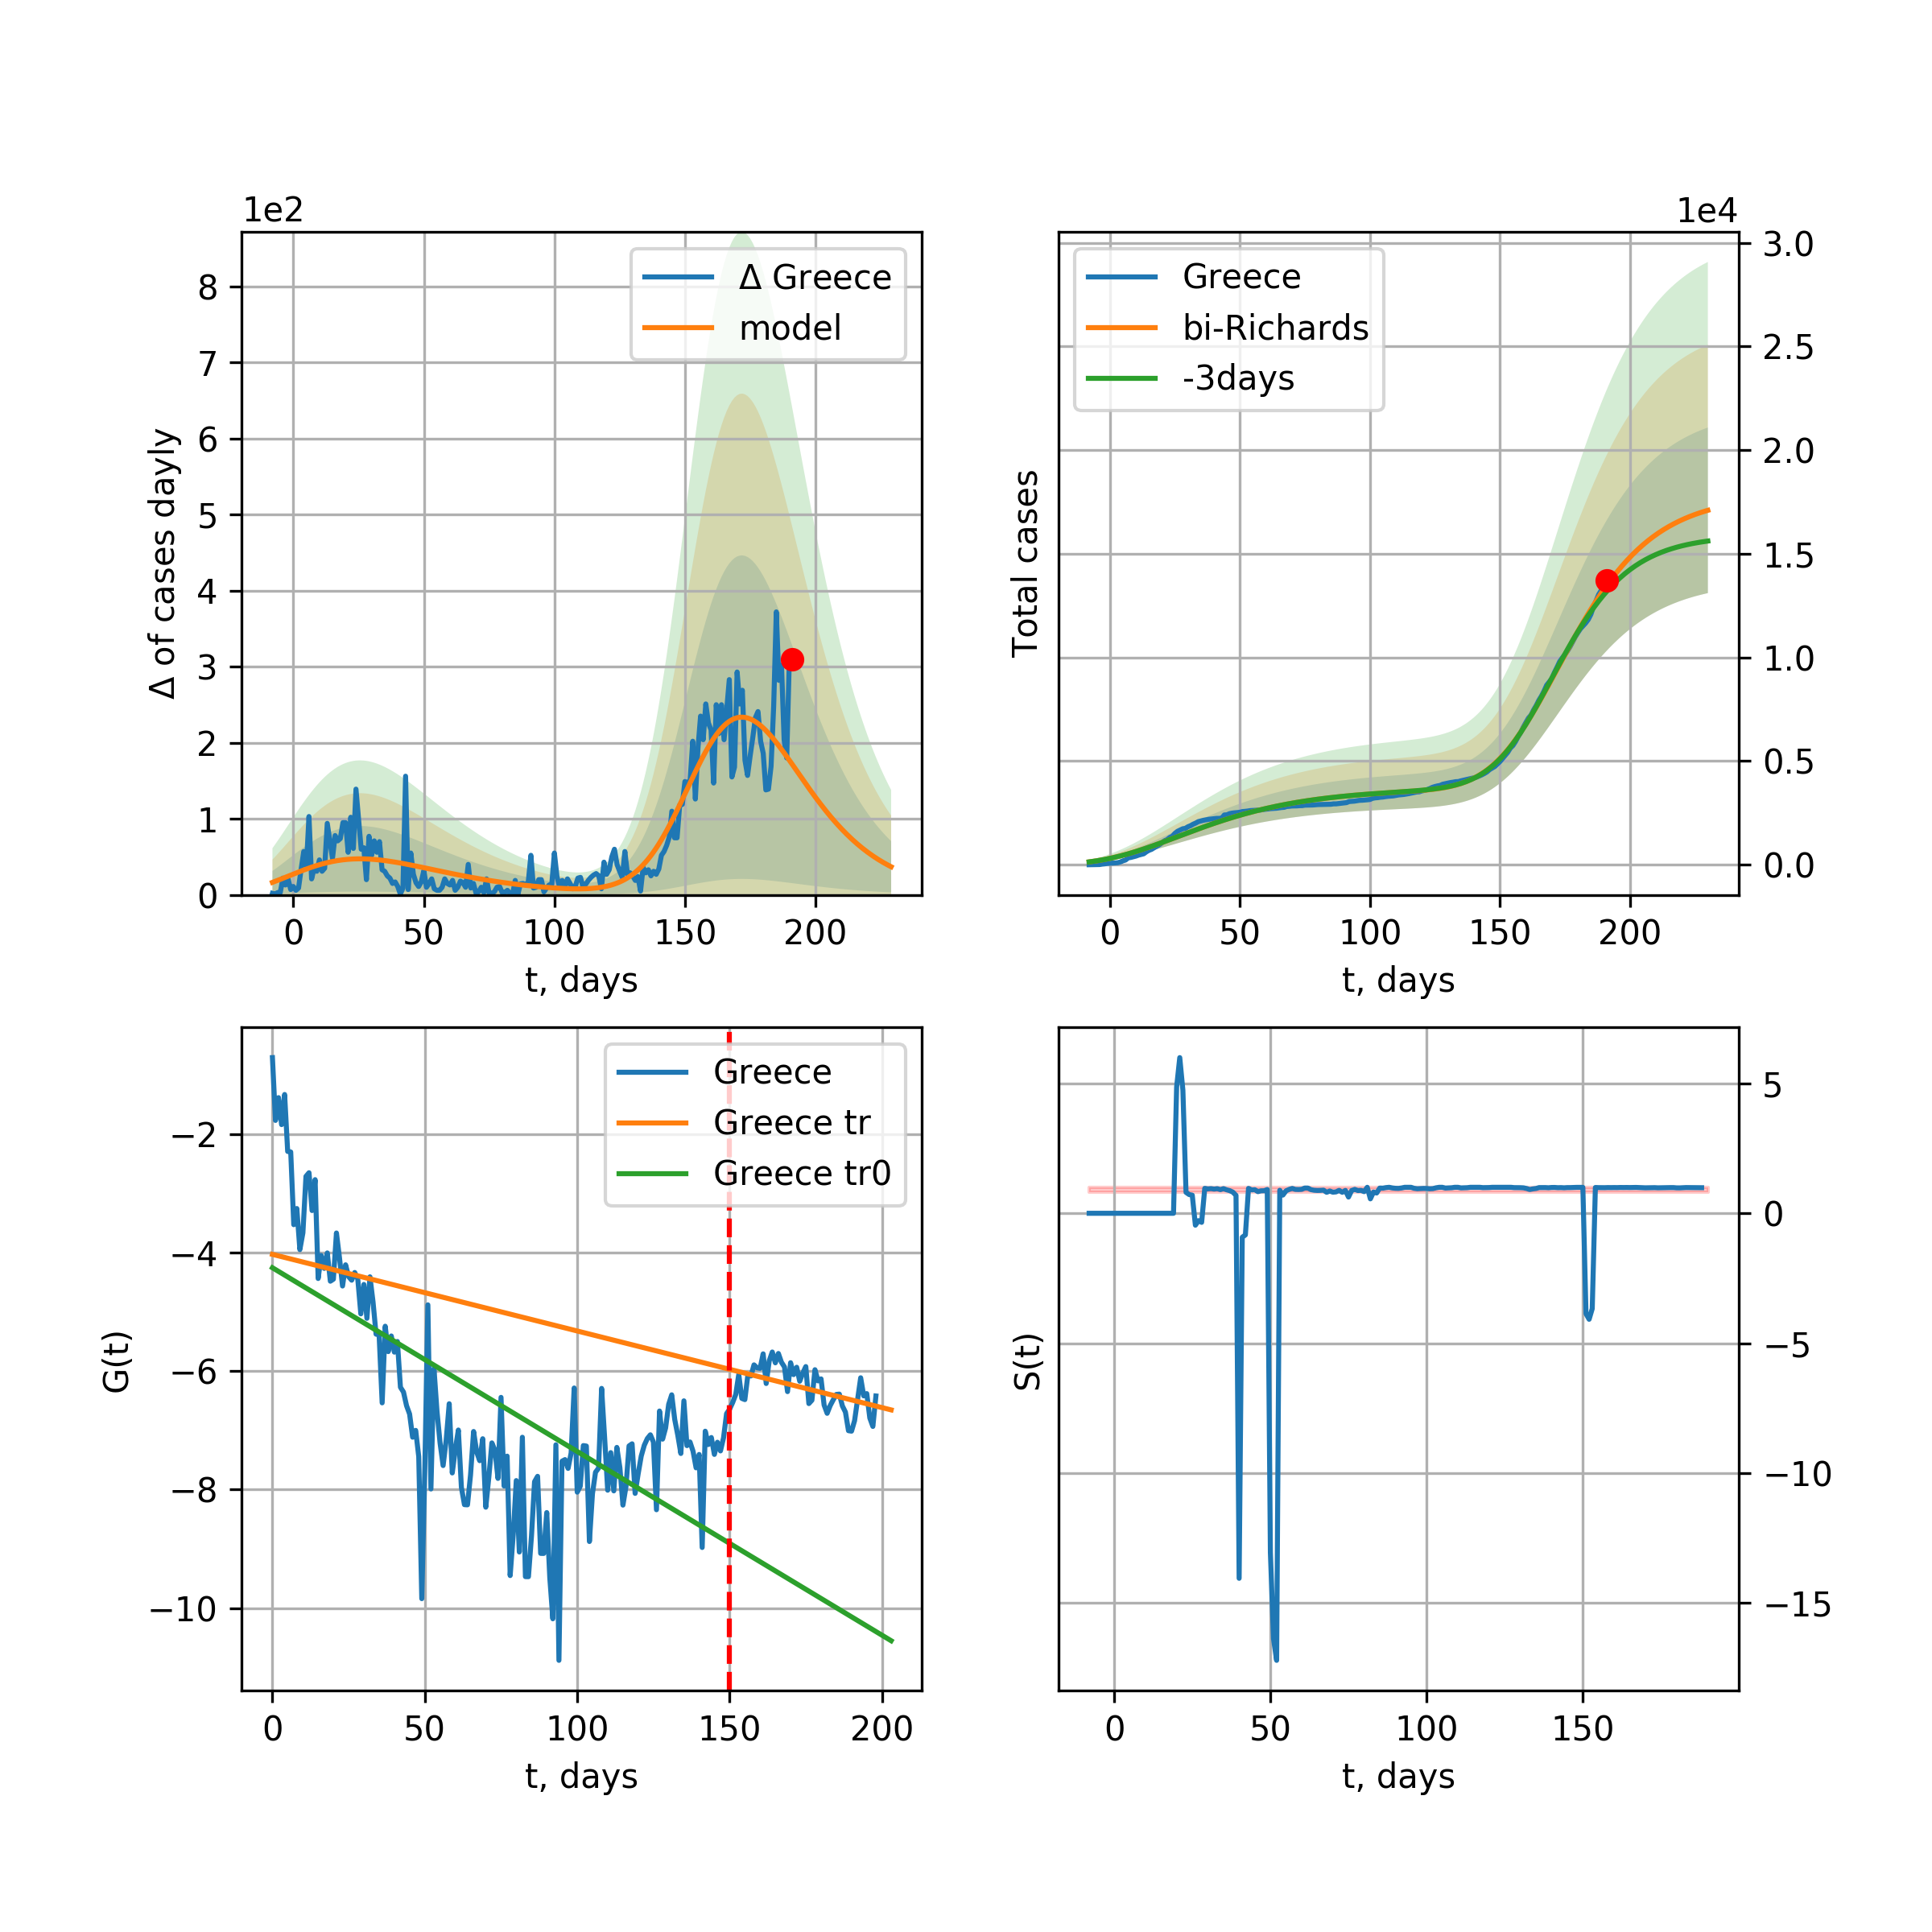 1e2
Δ Greece
model
8
7
6
5
4
3
2
1
0
Δ of cases dayly
0 50 100 150 200
t, days
1e4
Greece
bi-Richards
-3days
3.0
2.5
2.0
1.5
1.0
0.5
0.0
Total cases
0 50 100 150 200
t, days
Greece
Greece tr
Greece tr0
−2
−4
−6
−8
−10
G(t)
0 50 100 150 200
t, days
5
0
−5
−10
−15
S(t)
0 50 100 150
t, days